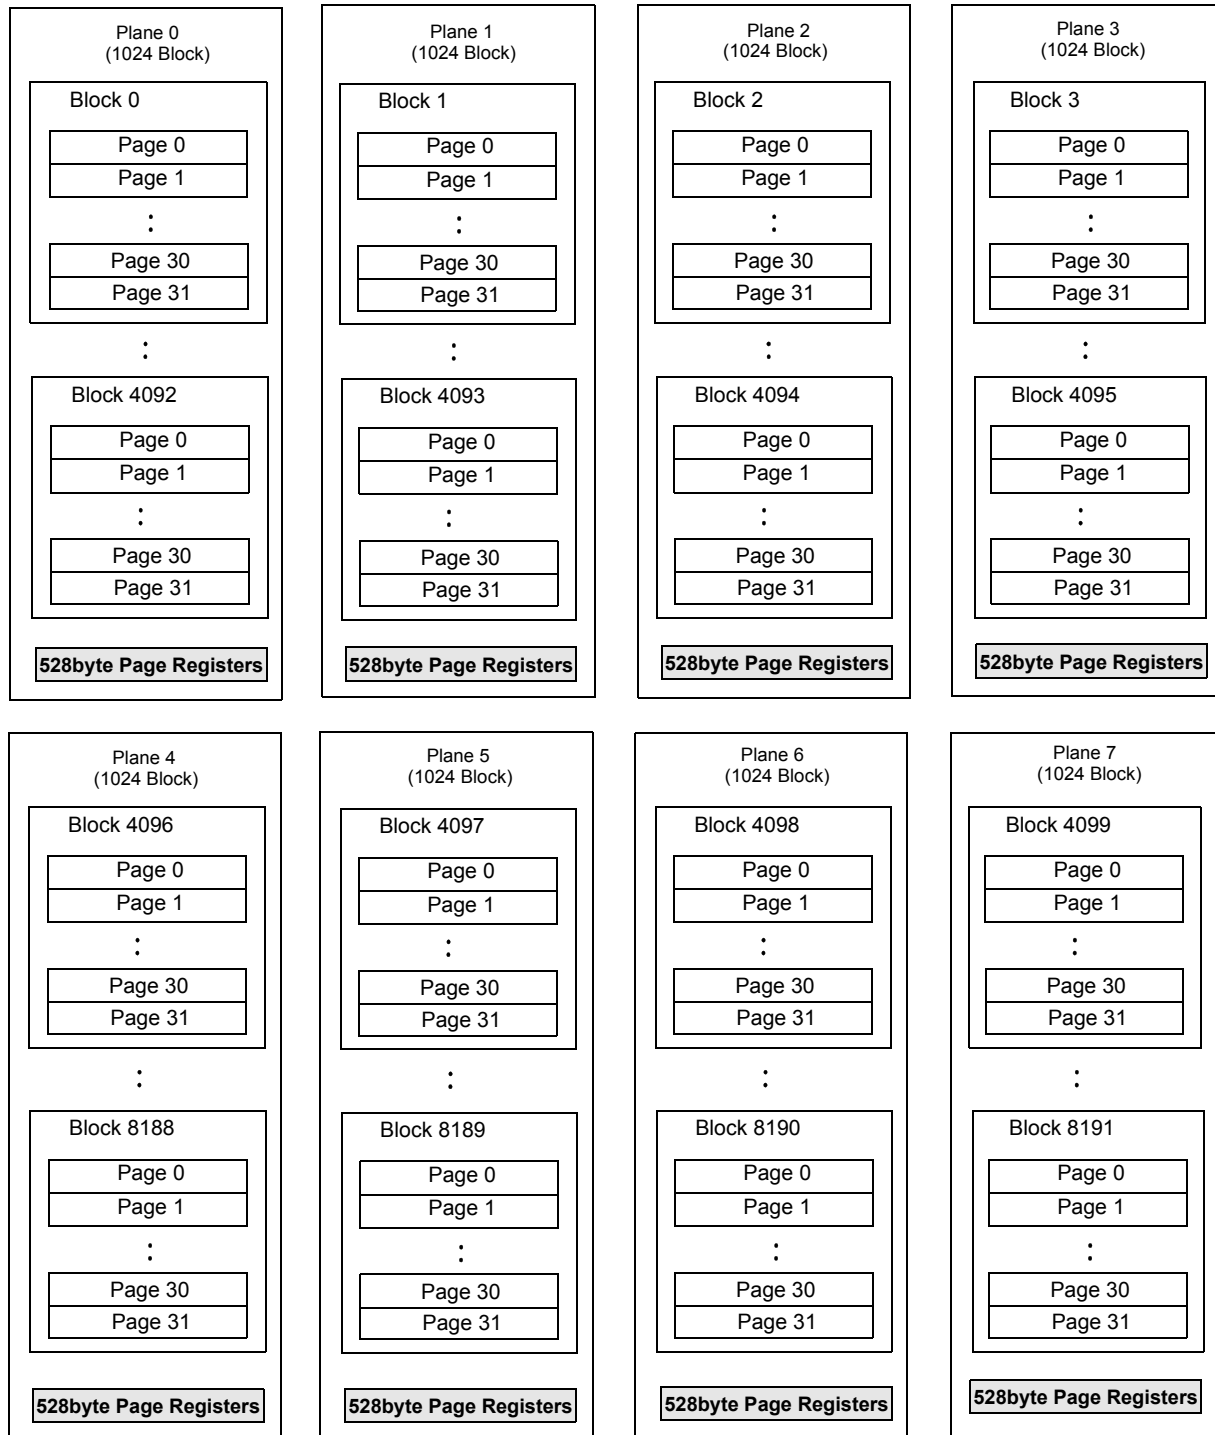 Plane 0
(1024 Block)
Block 0
Page 0
Page 1
:
Page 30
Page 31
:
Block 4092
Page 0
Page 1
:
Page 30
Page 31
528byte Page Registers
Plane 1
(1024 Block)
Block 1
Page 0
Page 1
:
Page 30
Page 31
:
Block 4093
Page 0
Page 1
:
Page 30
Page 31
528byte Page Registers
Plane 2
(1024 Block)
Block 2
Page 0
Page 1
:
Page 30
Page 31
:
Block 4094
Page 0
Page 1
:
Page 30
Page 31
528byte Page Registers
Plane 3
(1024 Block)
Block 3
Page 0
Page 1
:
Page 30
Page 31
:
Block 4095
Page 0
Page 1
:
Page 30
Page 31
528byte Page Registers
Plane 4
(1024 Block)
Block 4096
Page 0
Page 1
:
Page 30
Page 31
:
Block 8188
Page 0
Page 1
:
Page 30
Page 31
528byte Page Registers
Plane 5
(1024 Block)
Block 4097
Page 0
Page 1
:
Page 30
Page 31
:
Block 8189
Page 0
Page 1
:
Page 30
Page 31
528byte Page Registers
Plane 6
(1024 Block)
Block 4098
Page 0
Page 1
:
Page 30
Page 31
:
Block 8190
Page 0
Page 1
:
Page 30
Page 31
528byte Page Registers
Plane 7
(1024 Block)
Block 4099
Page 0
Page 1
:
Page 30
Page 31
:
Block 8191
Page 0
Page 1
:
Page 30
Page 31
528byte Page Registers